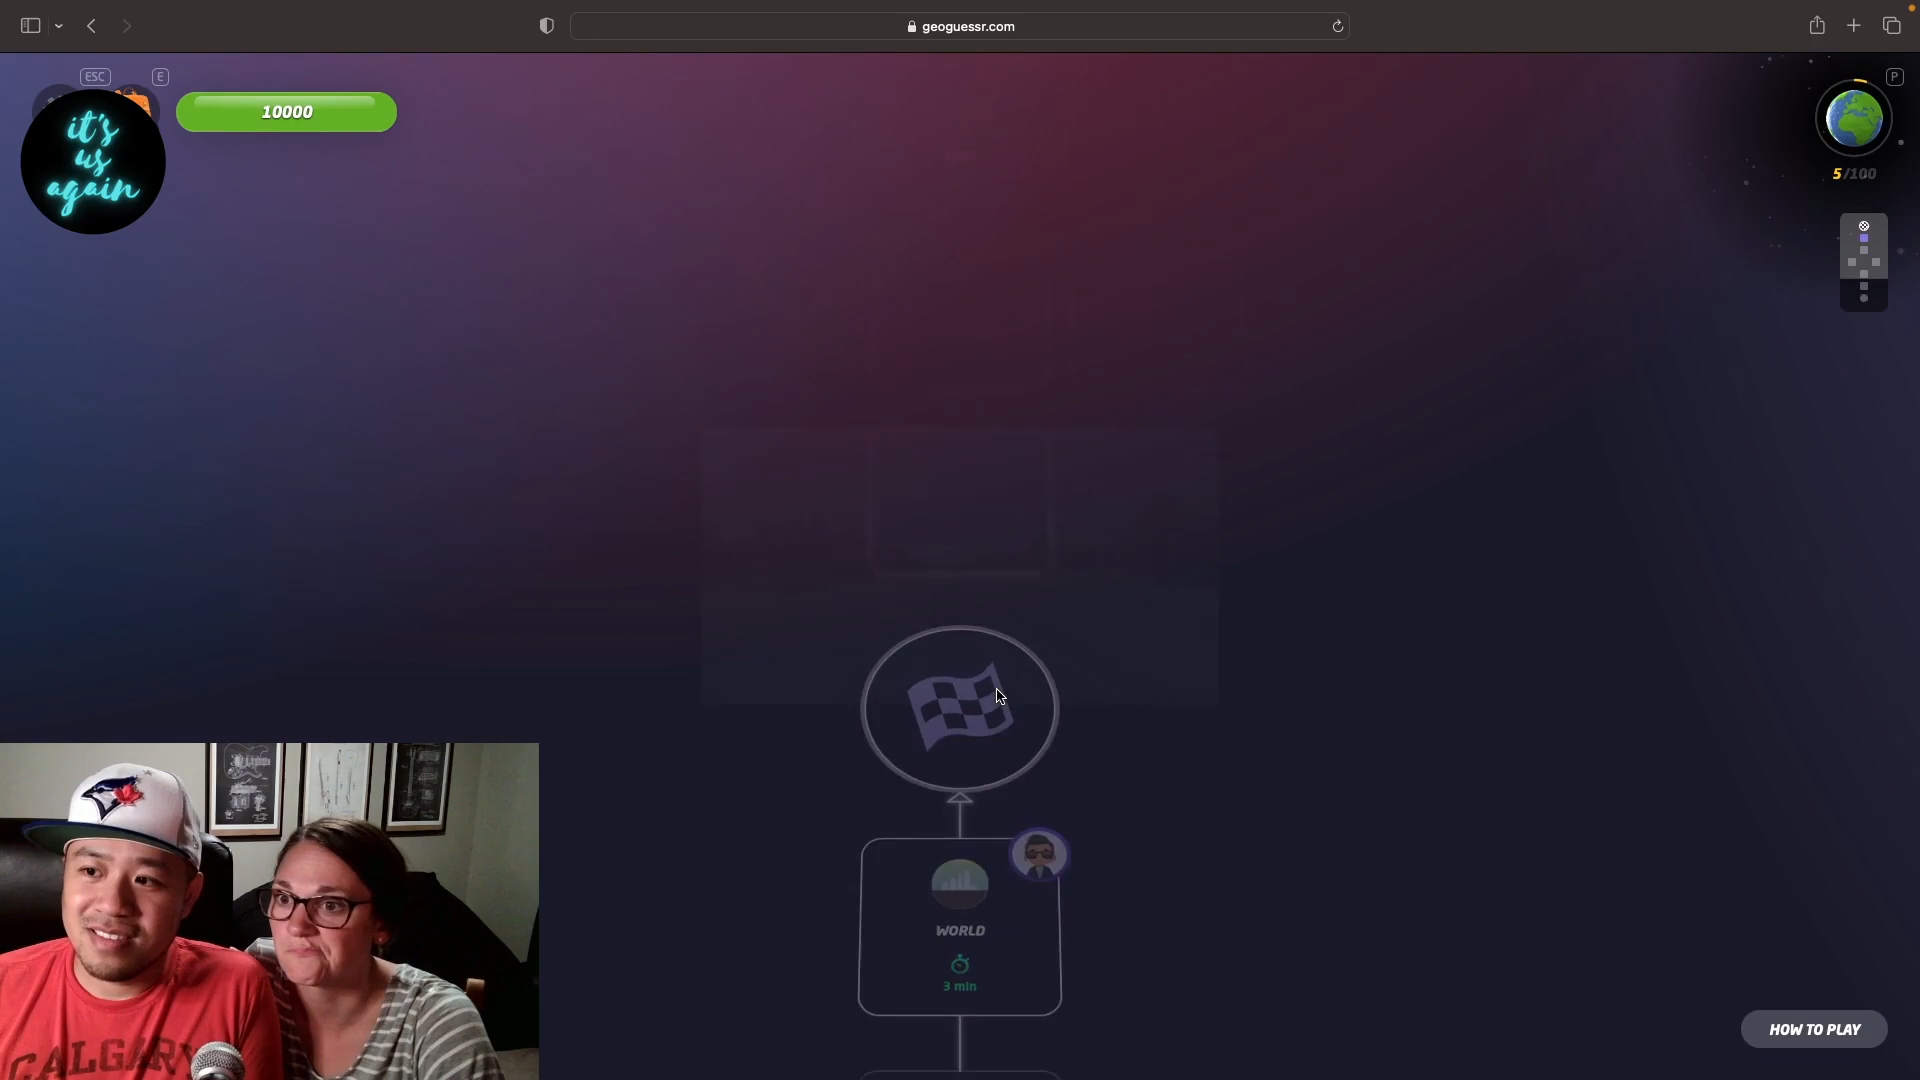 geoguessr.com
ESC
E
P
10000
it's
us
again
5/100
WORLD
3 min
HOW TO PLAY
CALGARY